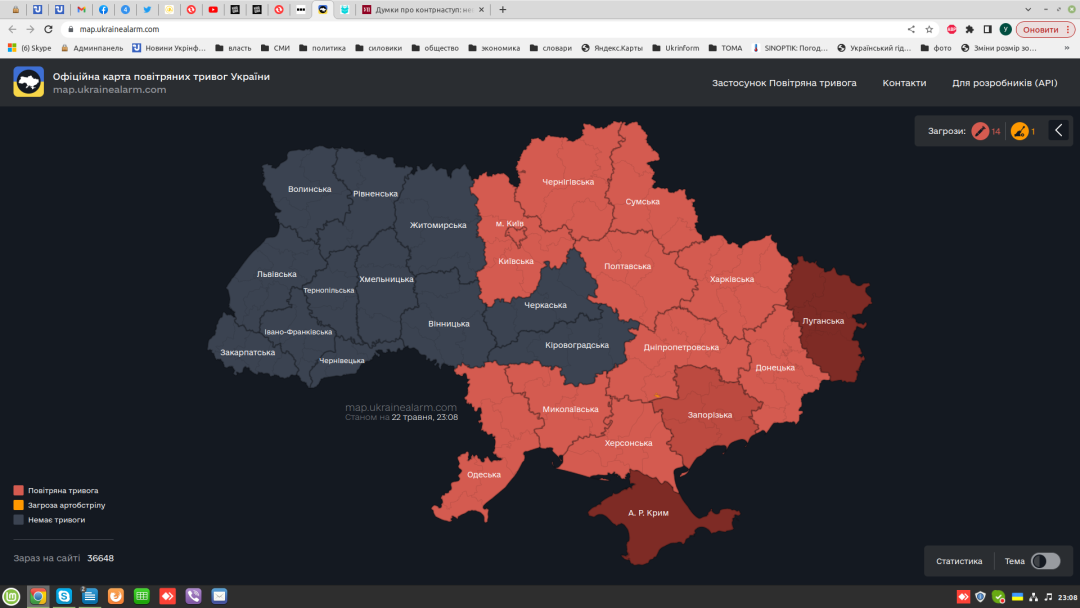 Думки про контрнаступ: не
map.ukrainealarm.com
Оновити
(6) Skype
Админпанель
Новини Укрінф...
власть
СМИ
политика
силовики
общество
экономика
словари
Яндекс.Карты
Ukrinform
ТОМА
SINOPTIK: Погод...
Український гід...
фото
Зміни розмір зо...
»
Офіційна карта повітряних тривог України
map.ukrainealarm.com
Застосунок Повітряна тривога
Контакти
Для розробників (API)
Загрози:
14
1
Чернігівська
Волинська
Рівненська
Сумська
м. Київ
Житомирська
Київська
Полтавська
Львівська
Хмельницька
Харківська
Тернопільська
Черкаська
Луганська
Вінницька
Івано-Франківська
Кіровоградська
Дніпропетровська
Закарпатська
Чернівецька
Донецька
map.ukrainealarm.com
Станом на 22 травня, 23:08
Миколаївська
Запорізька
Херсонська
Одеська
А. Р. Крим
Повітряна тривога
Загроза артобстрілу
Немає тривоги
Зараз на сайті 36648
Статистика
Тема
23:08